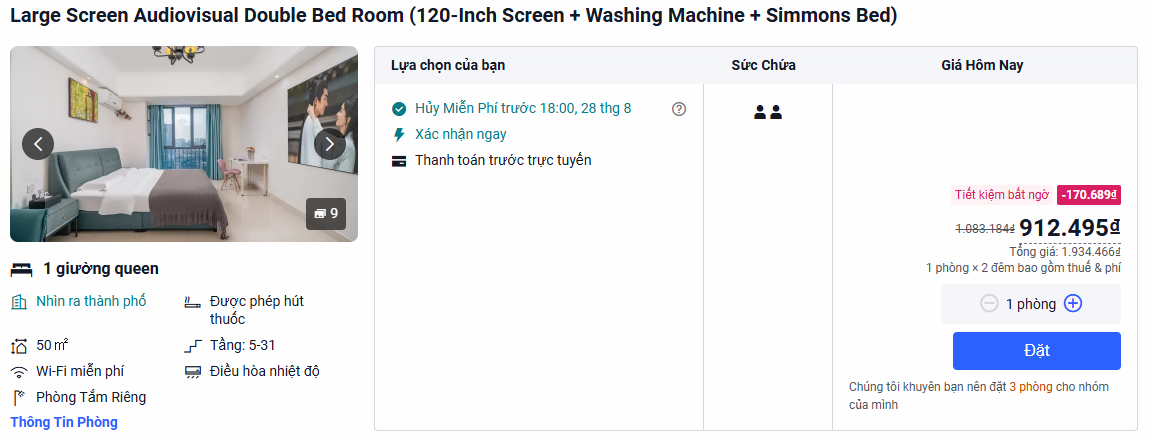 Large Screen Audiovisual Double Bed Room (120-Inch Screen + Washing Machine + Simmons Bed)
9
1 giường queen
Nhìn ra thành phố
Được phép hút
thuốc
50㎡
Tầng: 5-31
Wi-Fi miễn phí
Điều hòa nhiệt độ
Phòng Tắm Riêng
Thông Tin Phòng
Lựa chọn của bạn
Sức Chứa
Giá Hôm Nay
Hủy Miễn Phí trước 18:00, 28 thg 8
Xác nhận ngay
Thanh toán trước trực tuyến
Tiết kiệm bất ngờ -170.689₫
1.083.184₫ 912.495₫
Tổng giá: 1.934.466₫
1 phòng × 2 đêm bao gồm thuế & phí
1 phòng
Đặt
Chúng tôi khuyên bạn nên đặt 3 phòng cho nhóm
của mình